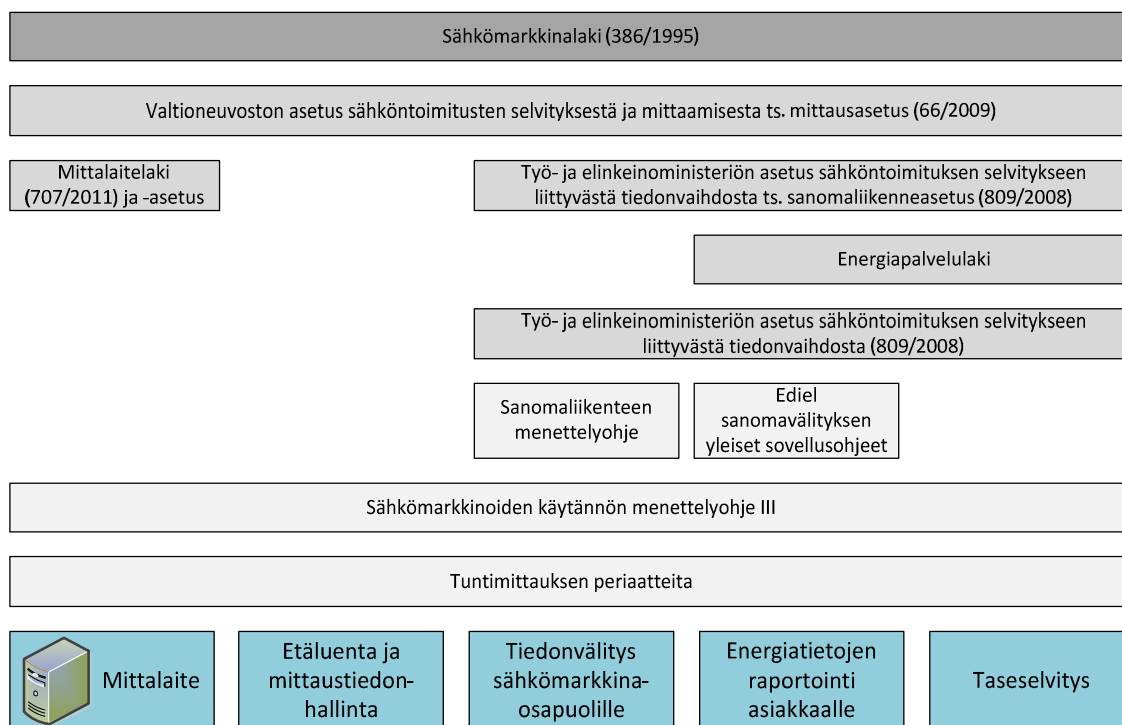 Sähkömarkkinalaki (386/1995)
Valtioneuvoston asetus sähköntoimitusten selvityksestä ja mittaamisesta ts. mittausasetus (66/2009)
Mittalaitelaki
(707/2011) ja -asetus
Työ- ja elinkeinoministeriön asetus sähköntoimituksen selvitykseen
liittyvästä tiedonvaihdosta ts. sanomaliikenneasetus (809/2008)
Energiapalvelulaki
Työ- ja elinkeinoministeriön asetus sähköntoimituksen selvitykseen
liittyvästä tiedonvaihdosta (809/2008)
Sanomaliikenteen
menettelyohje
Ediel
sanomavälityksen
yleiset sovellusohjeet
Sähkömarkkinoiden käytännön menettelyohje III
Tuntimittauksen periaatteita
Mittalaite
Etäluenta ja
mittaustiedon-
hallinta
Tiedonvälitys
sähkömarkkina-
osapuolille
Energiatietojen
raportointi
asiakkaalle
Taseselvitys